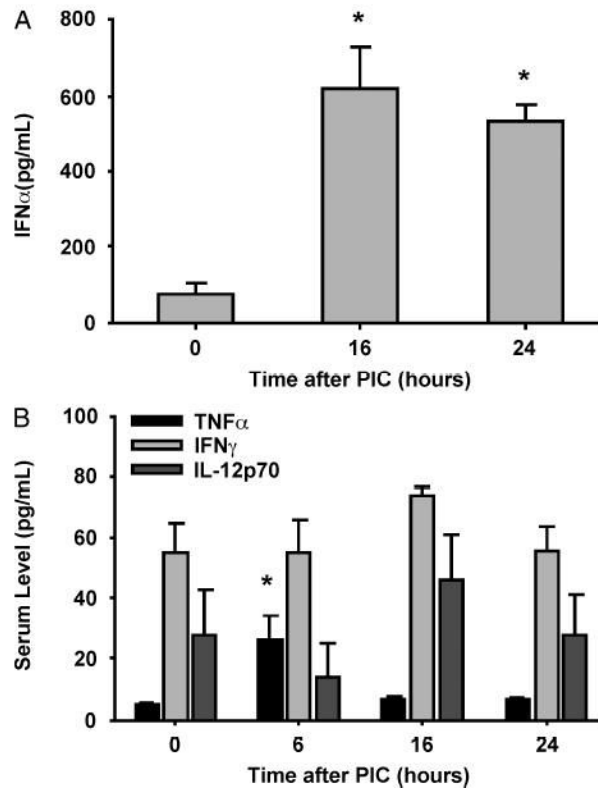 A
800
600
400
200
0
IFNα(pg/mL)
*
*
0 16 24
Time after PIC (hours)
B
100
80
60
40
20
0
Serum Level (pg/mL)
TNFα
IFNγ
IL-12p70
*
0 6 16 24
Time after PIC (hours)